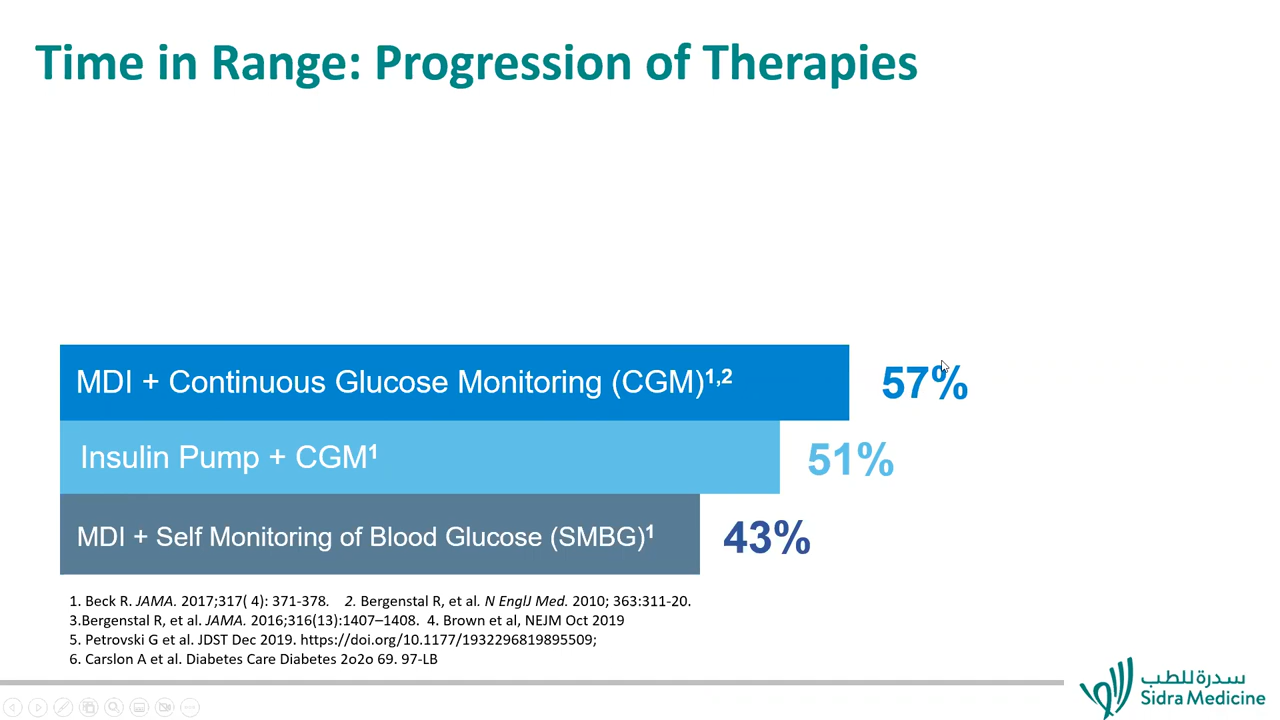 Time in Range: Progression of Therapies
MDI + Continuous Glucose Monitoring (CGM)1,2
57%
Insulin Pump + CGM1
51%
MDI + Self Monitoring of Blood Glucose (SMBG)1
43%
1. Beck R. JAMA. 2017;317( 4): 371-378. 2. Bergenstal R, et al. N EnglJ Med. 2010; 363:311-20.
3.Bergenstal R, et al. JAMA. 2016;316(13):1407–1408. 4. Brown et al, NEJM Oct 2019
5. Petrovski G et al. JDST Dec 2019. https://doi.org/10.1177/1932296819895509;
6. Carslon A et al. Diabetes Care Diabetes 2o2o 69. 97-LB
سدرة للطب
Sidra Medicine